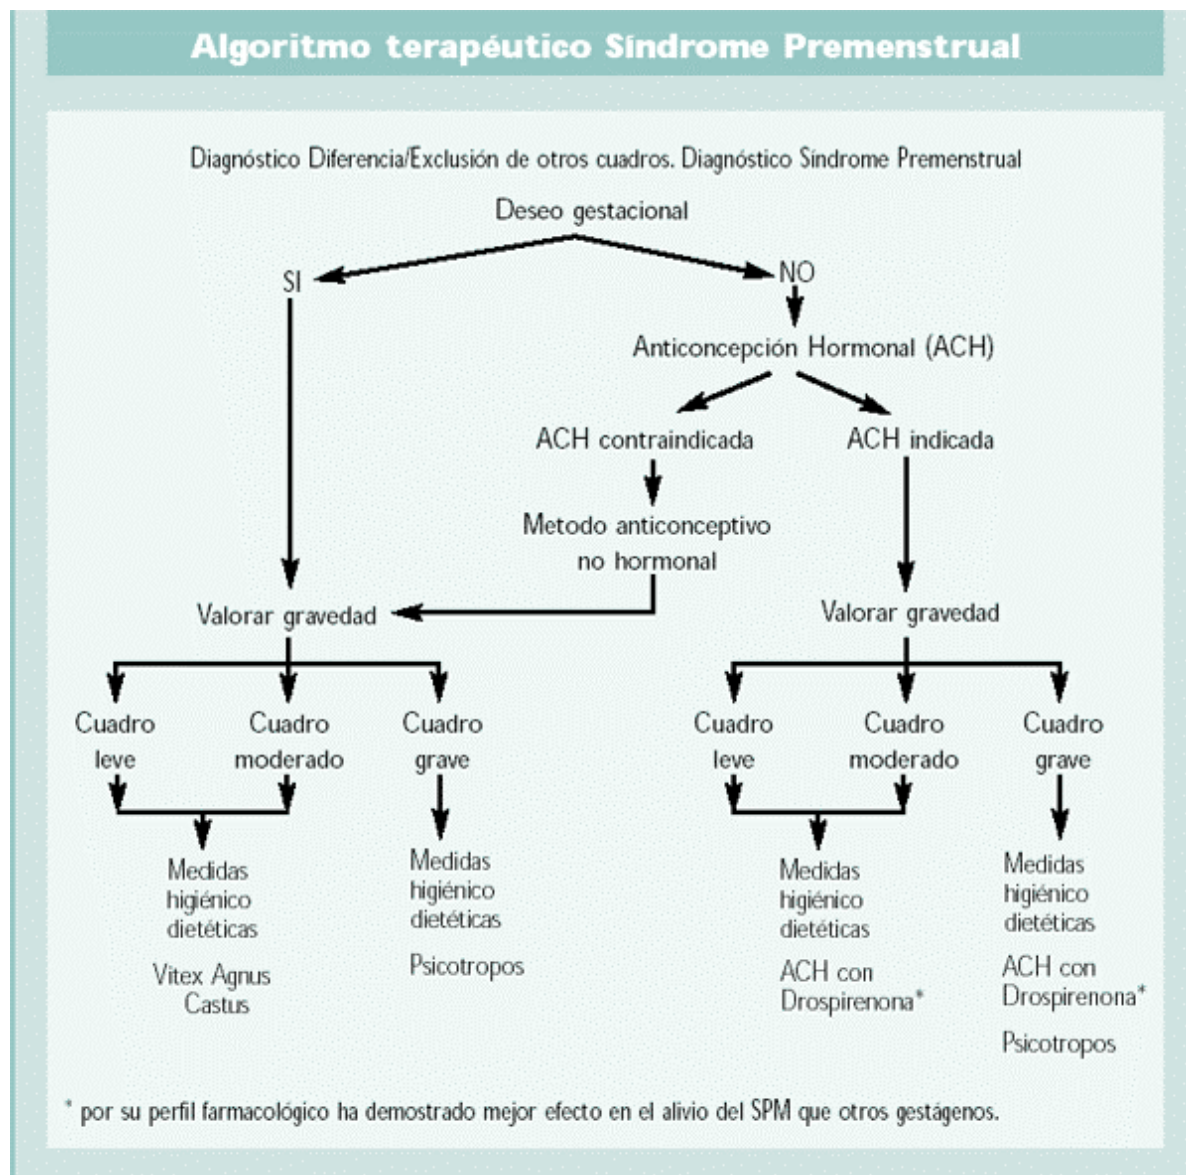 Algoritmo terapéutico Síndrome Premenstrual
Diagnóstico Diferencia/Exclusión de otros cuadros. Diagnóstico Síndrome Premenstrual
Deseo gestacional
SI
NO
Anticoncepción Hormonal (ACH)
ACH contraindicada
ACH indicada
Metodo anticonceptivo
no hormonal
Valorar gravedad
Valorar gravedad
Cuadro
leve
Cuadro
moderado
Cuadro
grave
Cuadro
leve
Cuadro
moderado
Cuadro
grave
Medidas
higiénico
dietéticas
Vitex Agnus
Castus
Medidas
higiénico
dietéticas
Psicotropos
Medidas
higiénico
dietéticas
ACH con
Drospirenona*
Medidas
higiénico
dietéticas
ACH con
Drospirenona*
Psicotropos
* por su perfil farmacológico ha demostrado mejor efecto en el alivio del SPM que otros gestágenos.